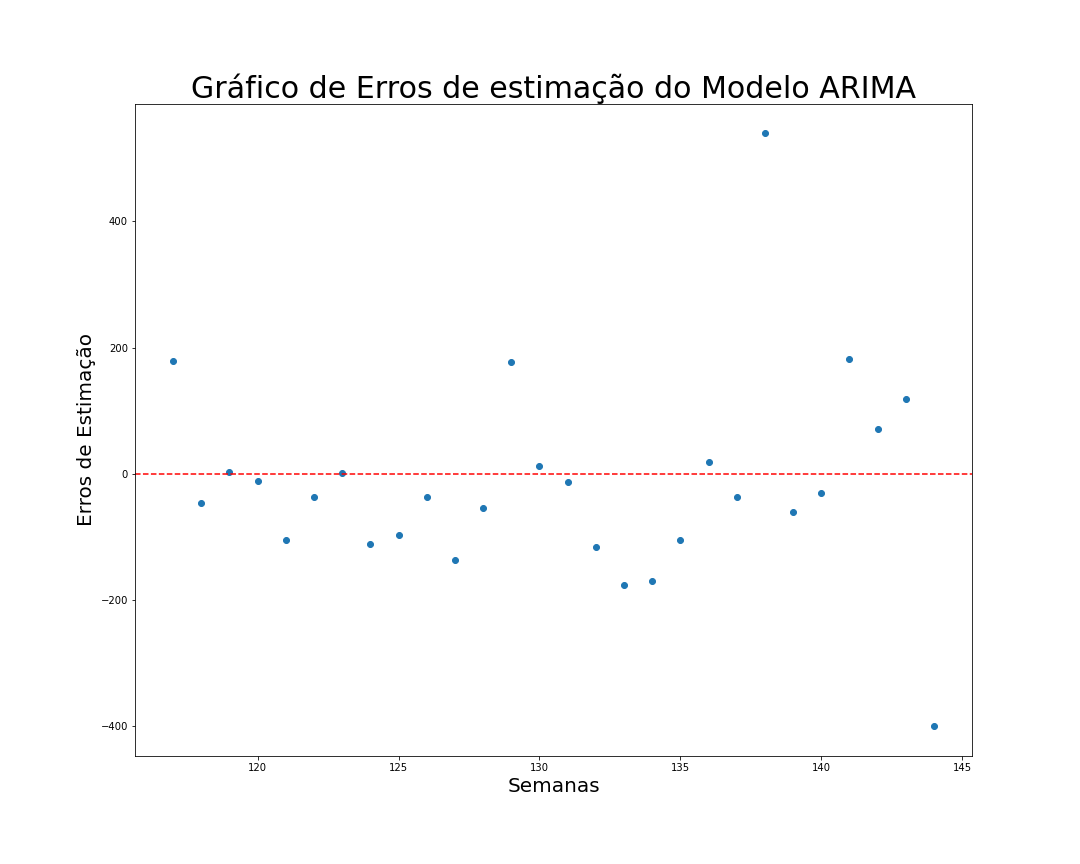 Gráfico de Erros de estimação do Modelo ARIMA
Erros de Estimação
400
200
0
−200
−400
120 125 130 135 140 145
Semanas